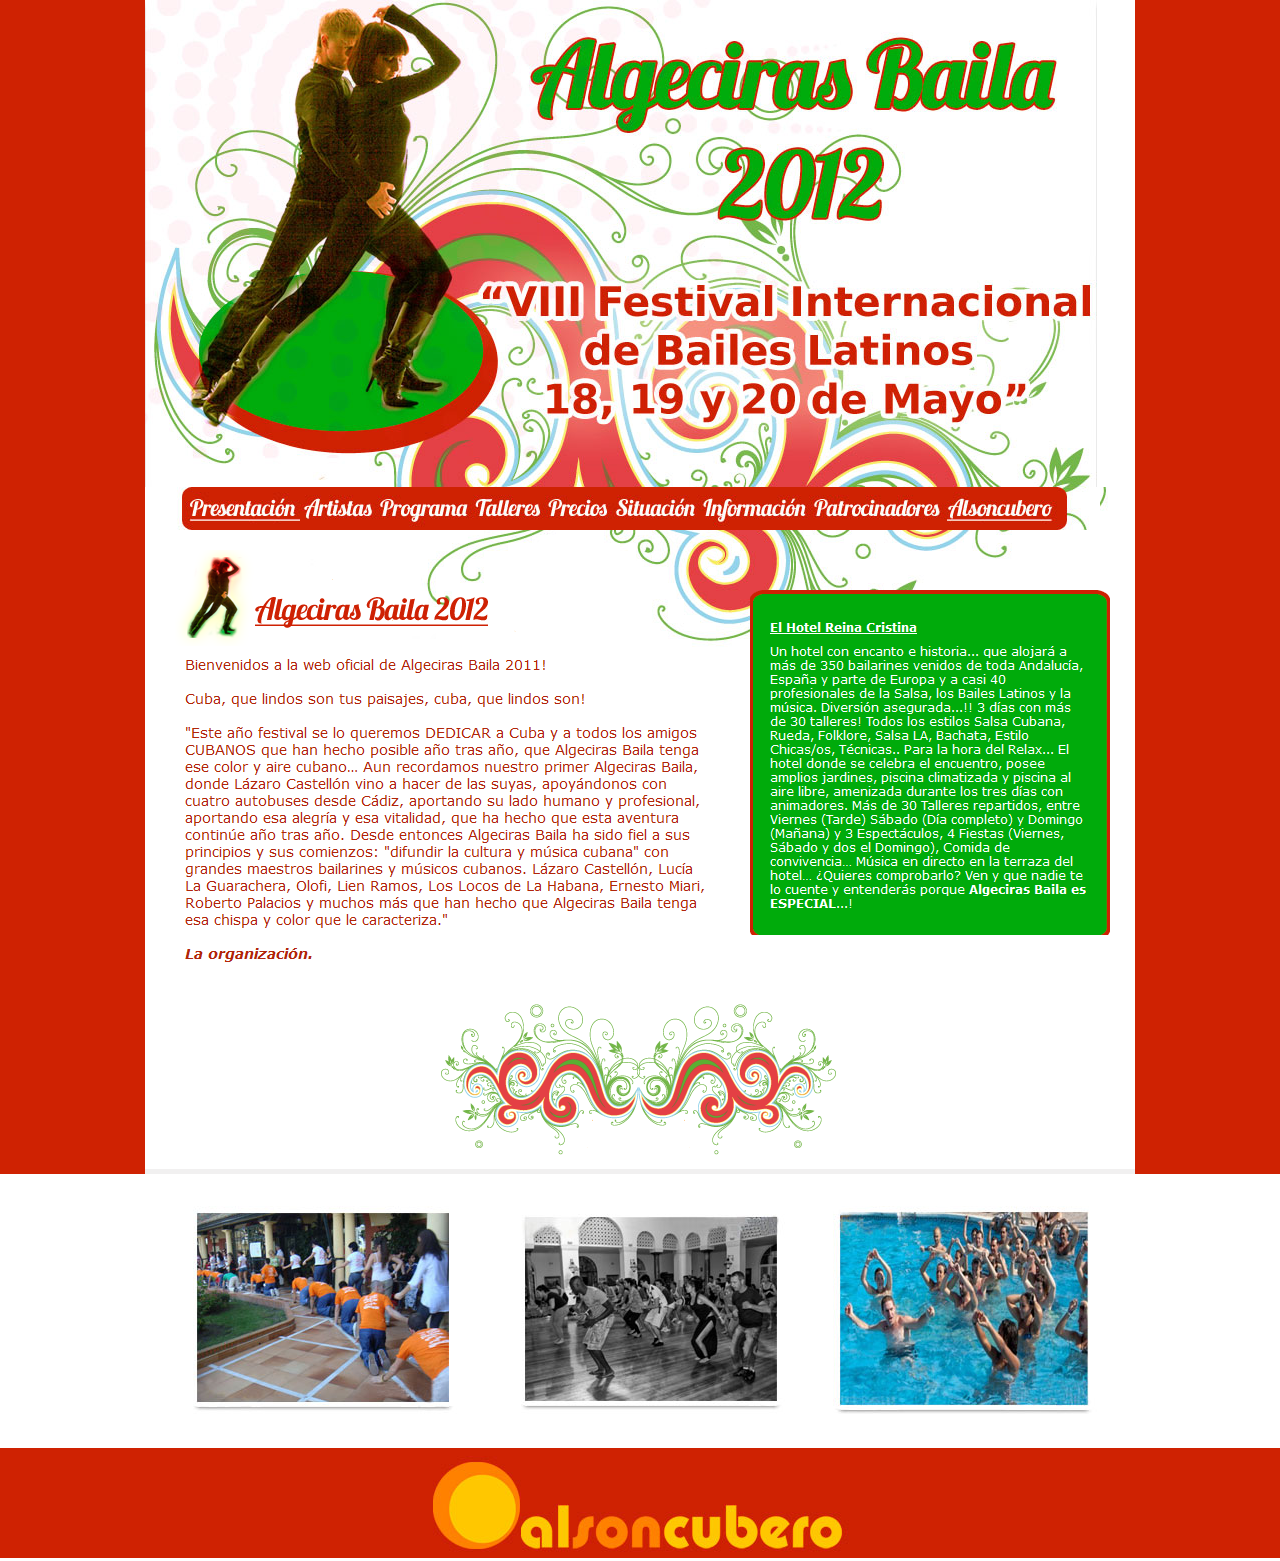 Algeciras Baila
2012
“VIII Festival Internacional
de Bailes Latinos
18, 19 y 20 de Mayo”
Presentación Artistas Programa Talleres Precios Situación Información Patrocinadores Alsoncubero
Algeciras Baila 2012
Bienvenidos a la web oficial de Algeciras Baila 2011!
Cuba, que lindos son tus paisajes, cuba, que lindos son!
"Este año festival se lo queremos DEDICAR a Cuba y a todos los amigos
CUBANOS que han hecho posible año tras año, que Algeciras Baila tenga
ese color y aire cubano... Aun recordamos nuestro primer Algeciras Baila,
donde Lázaro Castellón vino a hacer de las suyas, apoyándonos con
cuatro autobuses desde Cádiz, aportando su lado humano y profesional,
aportando esa alegría y esa vitalidad, que ha hecho que esta aventura
continúe año tras año. Desde entonces Algeciras Baila ha sido fiel a sus
principios y sus comienzos: "difundir la cultura y música cubana" con
grandes maestros bailarines y músicos cubanos. Lázaro Castellón, Lucía
La Guarachera, Olofi, Lien Ramos, Los Locos de La Habana, Ernesto Miari,
Roberto Palacios y muchos más que han hecho que Algeciras Baila tenga
esa chispa y color que le caracteriza."
La organización.
El Hotel Reina Cristina
Un hotel con encanto e historia... que alojará a
más de 350 bailarines venidos de toda Andalucía,
España y parte de Europa y a casi 40
profesionales de la Salsa, los Bailes Latinos y la
música. Diversión asegurada...!! 3 días con más
de 30 talleres! Todos los estilos Salsa Cubana,
Rueda, Folklore, Salsa LA, Bachata, Estilo
Chicas/os, Técnicas.. Para la hora del Relax... El
hotel donde se celebra el encuentro, posee
amplios jardines, piscina climatizada y piscina al
aire libre, amenizada durante los tres días con
animadores. Más de 30 Talleres repartidos, entre
Viernes (Tarde) Sábado (Día completo) y Domingo
(Mañana) y 3 Espectáculos, 4 Fiestas (Viernes,
Sábado y dos el Domingo), Comida de
convivencia... Música en directo en la terraza del
hotel... ¿Quieres comprobarlo? Ven y que nadie te
lo cuente y entenderás porque Algeciras Baila es
ESPECIAL...!
alsoncubero